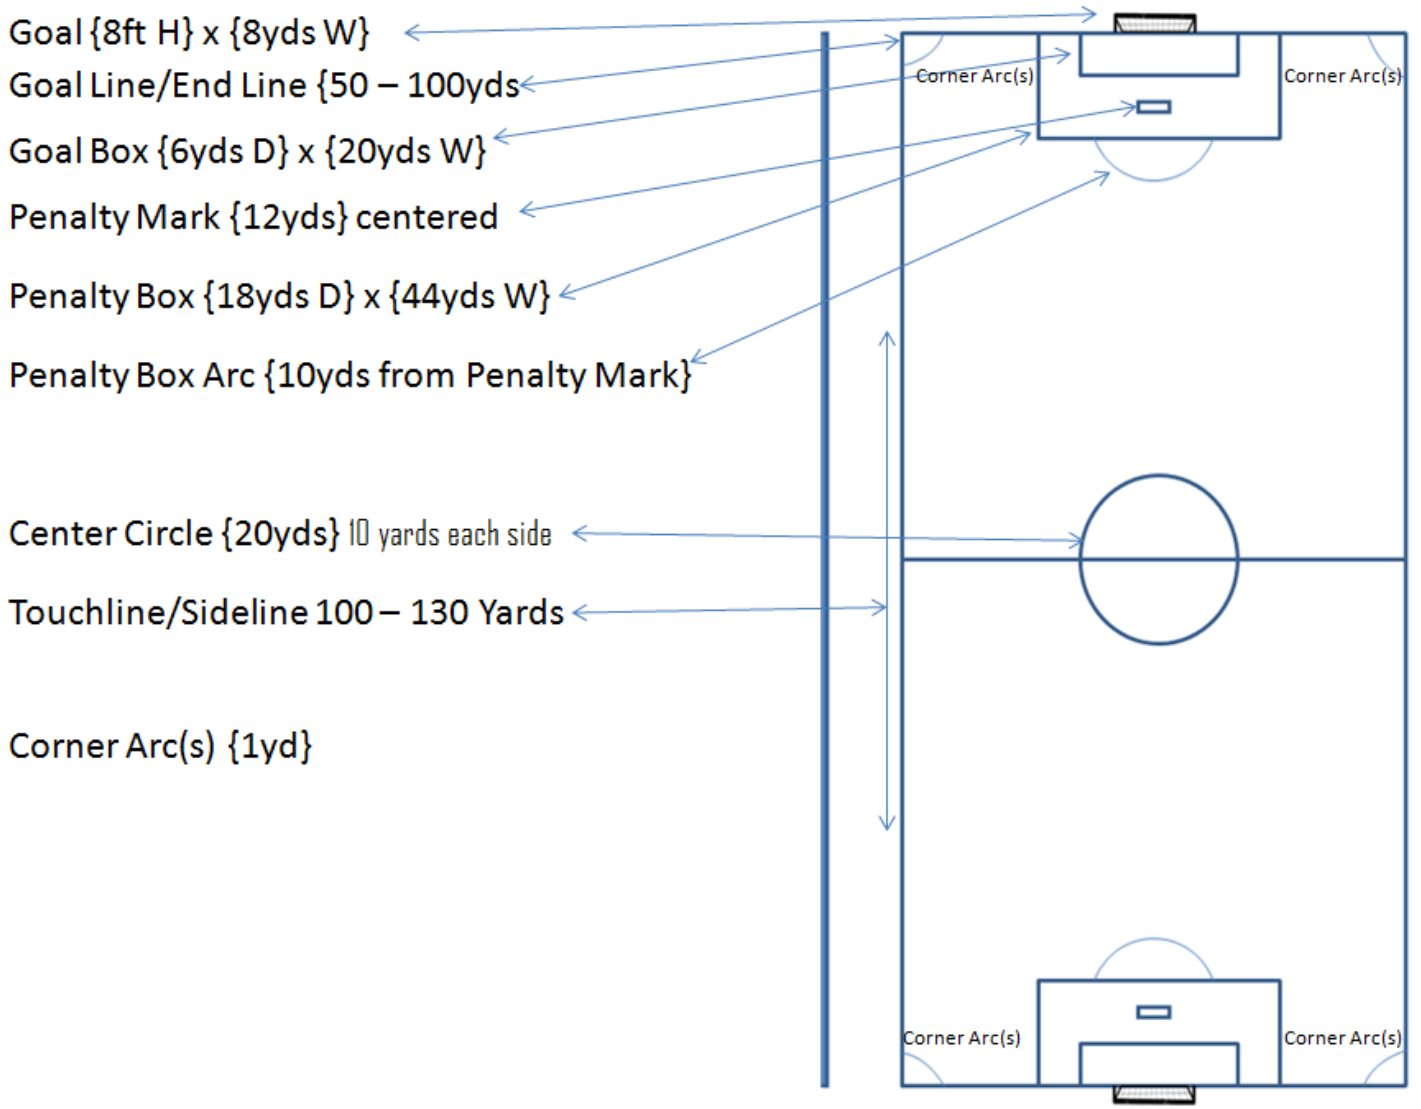 Goal {8ft H} x {8yds W}
Goal Line/End Line {50 – 100yds
Corner Arc(s)
Corner Arc(s)
Goal Box {6yds D} x {20yds W}
Penalty Mark {12yds} centered
Penalty Box {18yds D} x {44yds W}
Penalty Box Arc {10yds from Penalty Mark}
Center Circle {20yds} 10 yards each side
Touchline/Sideline 100 – 130 Yards
Corner Arc(s) {1yd}
Corner Arc(s)
Corner Arc(s)